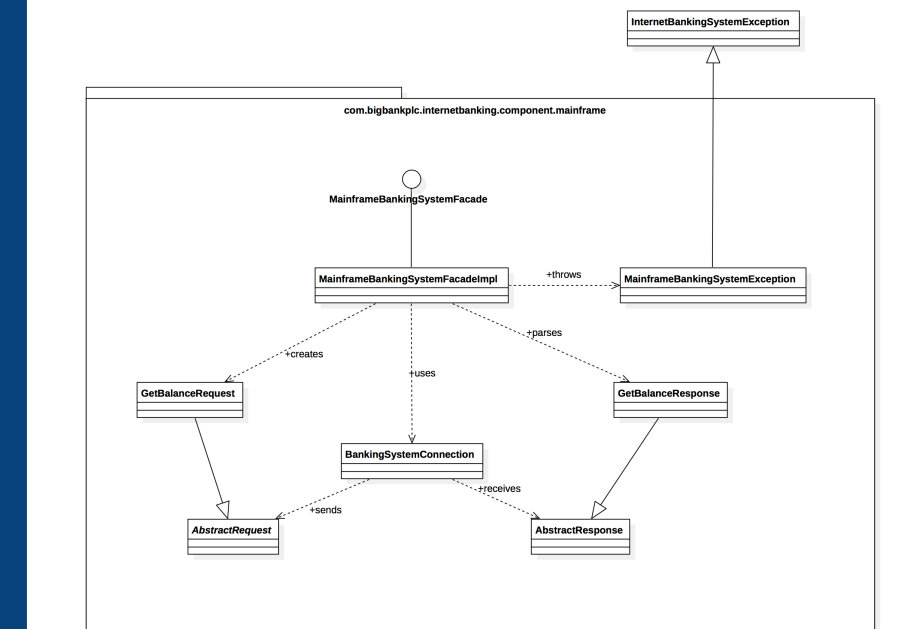 InternetBankingSystemException
com.bigbankplc.internetbanking.component.mainframe
MainframeBankingSystemFacade
MainframeBankingSystemFacadeImpl
+throws
MainframeBankingSystemException
+creates
+uses
+parses
GetBalanceRequest
GetBalanceResponse
BankingSystemConnection
+sends
+receives
AbstractRequest
AbstractResponse